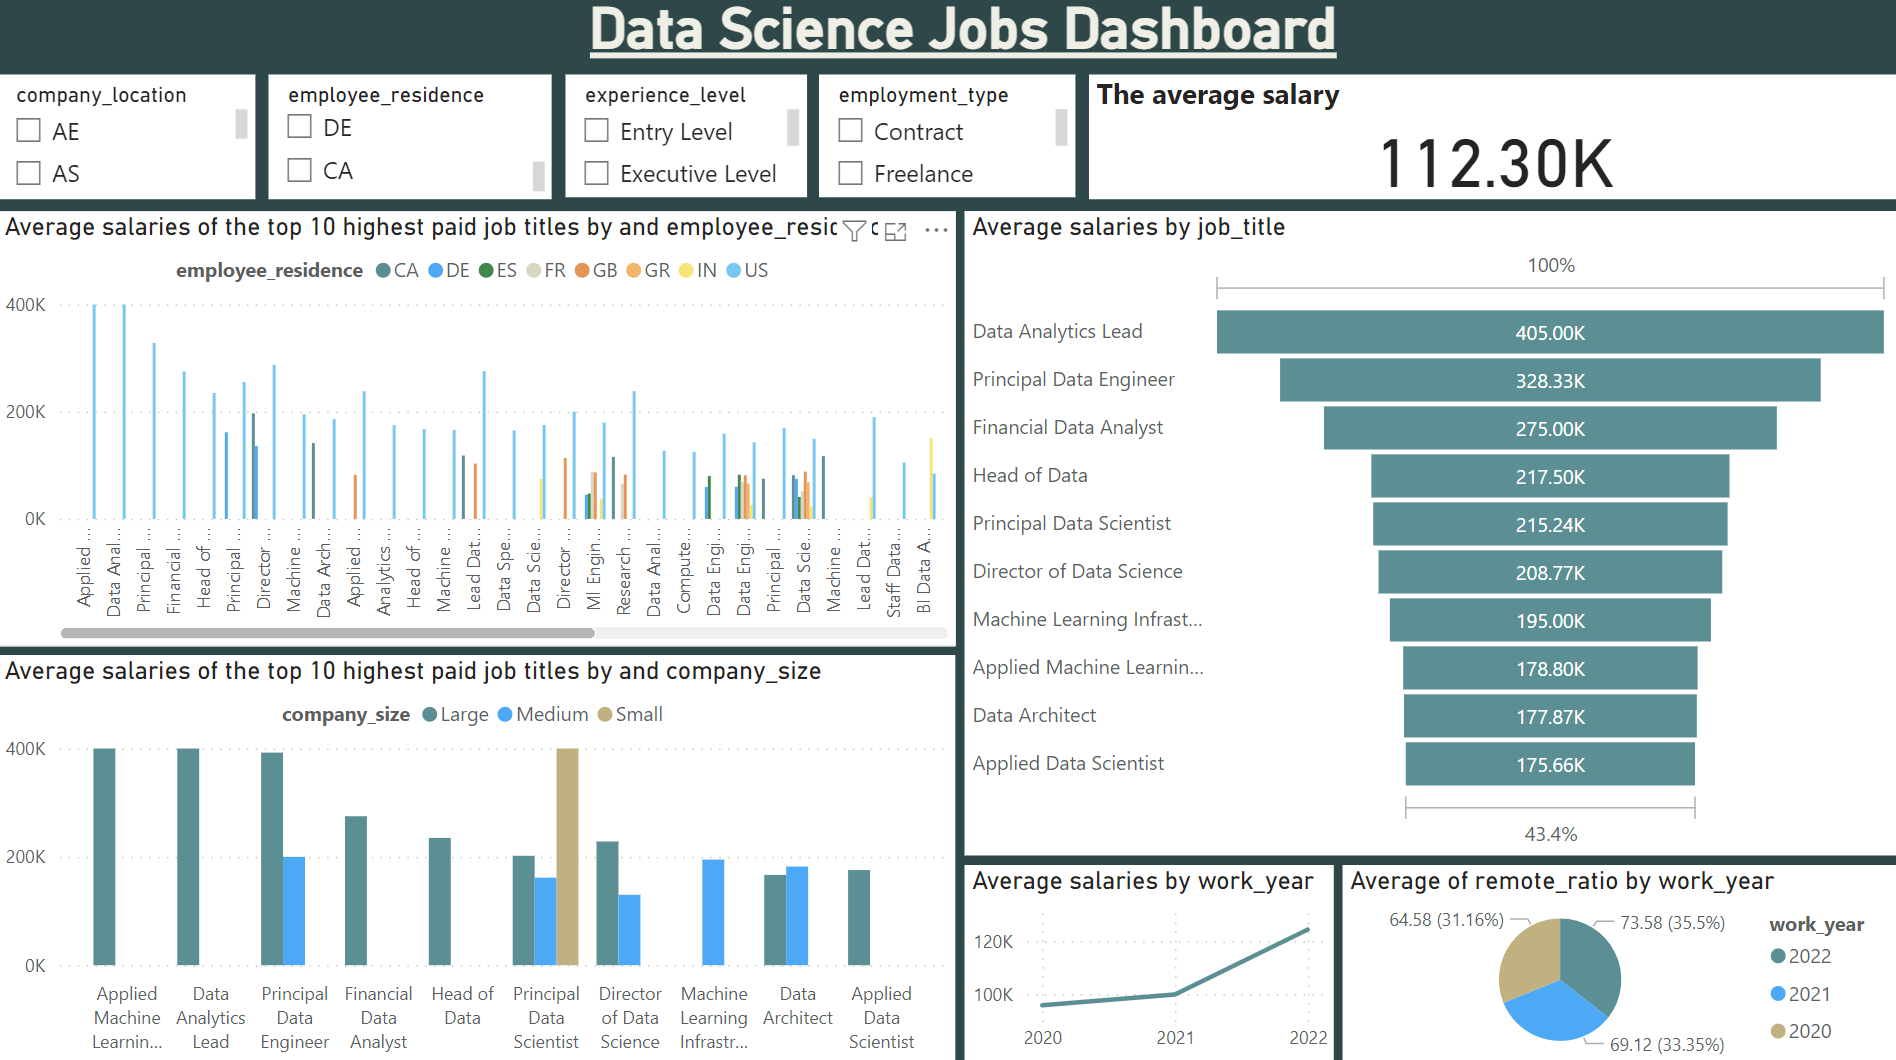 Data Science Jobs Dashboard
company_location
AE
AS
employee_residence
DE
CA
experience_level
Entry Level
Executive Level
employment_type
Contract
Freelance
The average salary
112.30K
Average salaries of the top 10 highest paid job titles by and employee_resic
employee_residence CA DE ES FR GB GR IN US
400K
200K
0K
Applied ...
Data Anal...
Principal ...
Financial ...
Head of ...
Principal ...
Director ...
Machine ...
Data Arch...
Applied ...
Analytics ...
Head of ...
Machine ...
Lead Dat...
Data Spe...
Data Scie...
Director ...
Ml Engin...
Research ...
Data Anal...
Compute...
Data Engi...
Data Engi...
Principal ...
Data Scie...
Machine ...
Lead Dat...
Staff Data...
BI Data A...
Average salaries of the top 10 highest paid job titles by and company_size
company_size Large Medium Small
400K
200K
0K
Applied
Machine
Learnin...
Data
Analytics
Lead
Principal
Data
Engineer
Financial
Data
Analyst
Head of
Data
Principal
Data
Scientist
Director
of Data
Science
Machine
Learning
Infrastr...
Data
Architect
Applied
Data
Scientist
Average salaries by job_title
100%
Data Analytics Lead 405.00K
Principal Data Engineer 328.33K
Financial Data Analyst 275.00K
Head of Data 217.50K
Principal Data Scientist 215.24K
Director of Data Science 208.77K
Machine Learning Infrast... 195.00K
Applied Machine Learnin... 178.80K
Data Architect 177.87K
Applied Data Scientist 175.66K
43.4%
Average salaries by work_year
120K
100K
2020 2021 2022
Average of remote_ratio by work_year
64.58 (31.16%)
73.58 (35.5%)
69.12 (33.35%)
work_year
2022
2021
2020